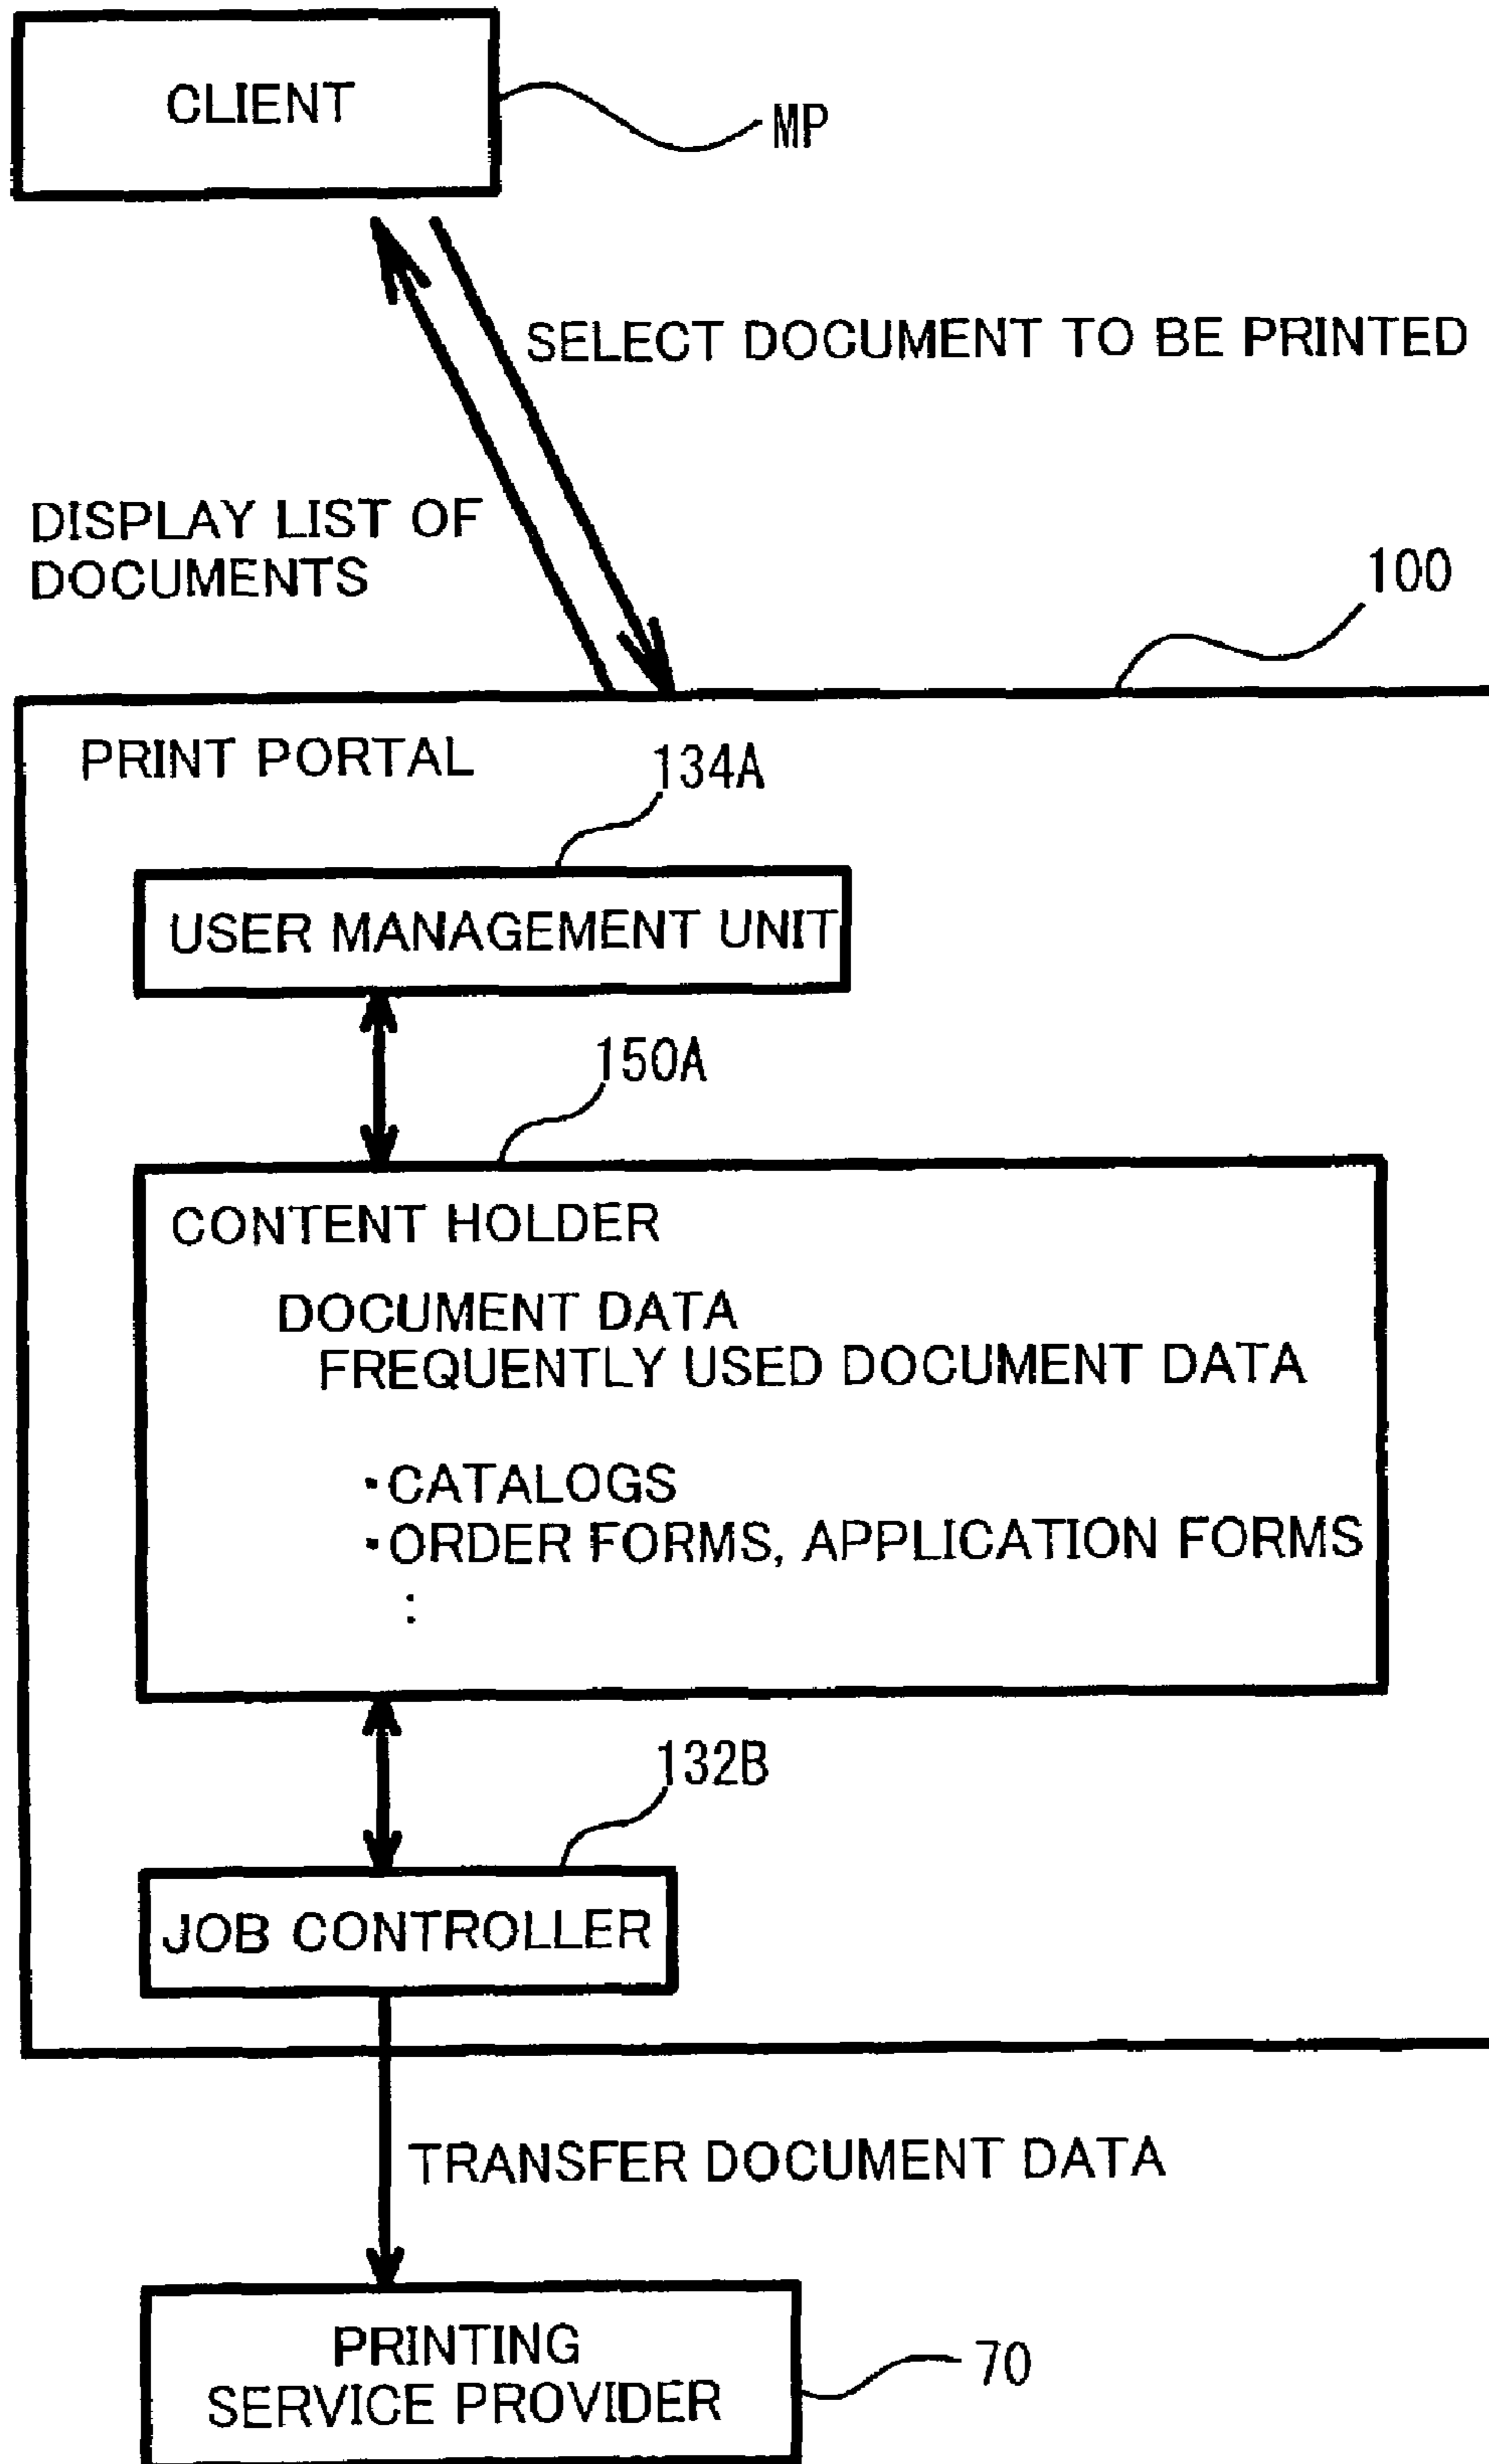 CLIENT
MP
SELECT DOCUMENT TO BE PRINTED
DISPLAY LIST OF
DOCUMENTS
100
PRINT PORTAL
134A
USER MANAGEMENT UNIT
150A
CONTENT HOLDER
DOCUMENT DATA
FREQUENTLY USED DOCUMENT DATA
・CATALOGS
・ORDER FORMS, APPLICATION FORMS
:
132B
JOB CONTROLLER
TRANSFER DOCUMENT DATA
PRINTING
SERVICE PROVIDER
70